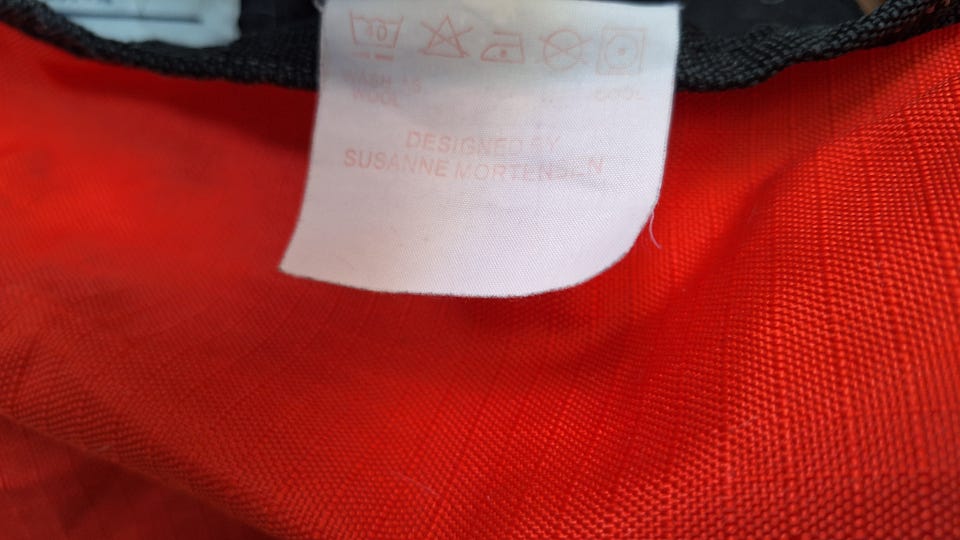 40
WASH AS
WOOL COOL
DESIGNED BY
SUSANNE MORTENSEN